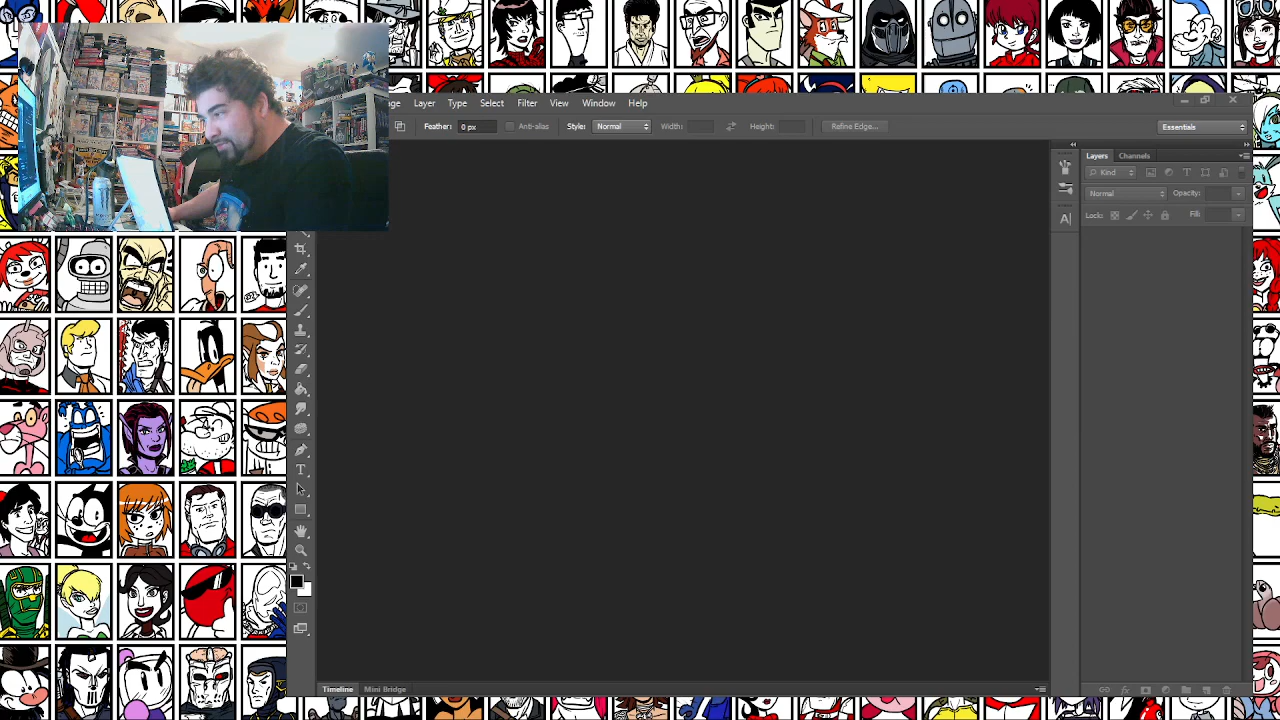 Layer Type Select Filter View Window Help
Feather: 0 px Anti-alias Style: Normal Width: Height: Refine Edge... Essentials
Layers Channels
Kind
Normal Opacity:
Lock: Fill:
Timeline Mini Bridge